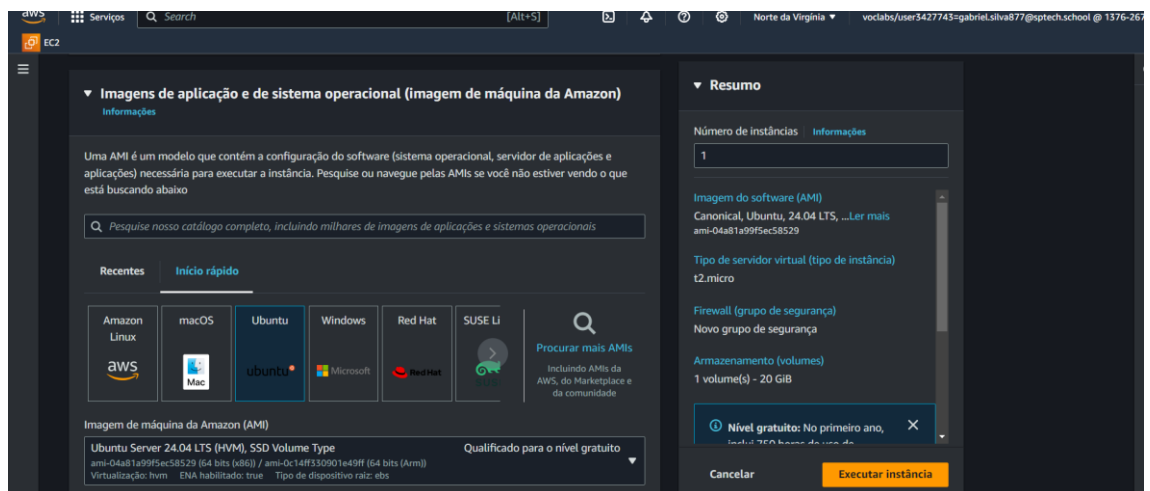 aws
Serviços
Search
[Alt+S]
Norte da Virgínia
voclabs/user3427743=gabriel.silva877@sptech.school @ 1376-267
EC2
Imagens de aplicação e de sistema operacional (imagem de máquina da Amazon)
Informações
Uma AMI é um modelo que contém a configuração do software (sistema operacional, servidor de aplicações e
aplicações) necessária para executar a instância. Pesquise ou navegue pelas AMIs se você não estiver vendo o que
está buscando abaixo
Pesquise nosso catálogo completo, incluindo milhares de imagens de aplicações e sistemas operacionais
Recentes
Início rápido
Amazon
Linux
aws
macOS
Mac
Ubuntu
ubuntu
Windows
Microsoft
Red Hat
Red Hat
SUSE Li
Procurar mais AMIs
Incluindo AMIs da
AWS, do Marketplace e
da comunidade
Imagem de máquina da Amazon (AMI)
Ubuntu Server 24.04 LTS (HVM), SSD Volume Type
Qualificado para o nível gratuito
ami-04a81a99f5ec58529 (64 bits (x86)) / ami-0c14ff330901e49ff (64 bits (Arm))
Virtualização: hvm ENA habilitado: true Tipo de dispositivo raiz: ebs
Resumo
Número de instâncias
Informações
1
Imagem do software (AMI)
Canonical, Ubuntu, 24.04 LTS, ...Ler mais
ami-04a81a99f5ec58529
Tipo de servidor virtual (tipo de instância)
t2.micro
Firewall (grupo de segurança)
Novo grupo de segurança
Armazenamento (volumes)
1 volume(s) - 20 GiB
Nível gratuito: No primeiro ano,
inclui 750 horas de uso de
Cancelar
Executar instância